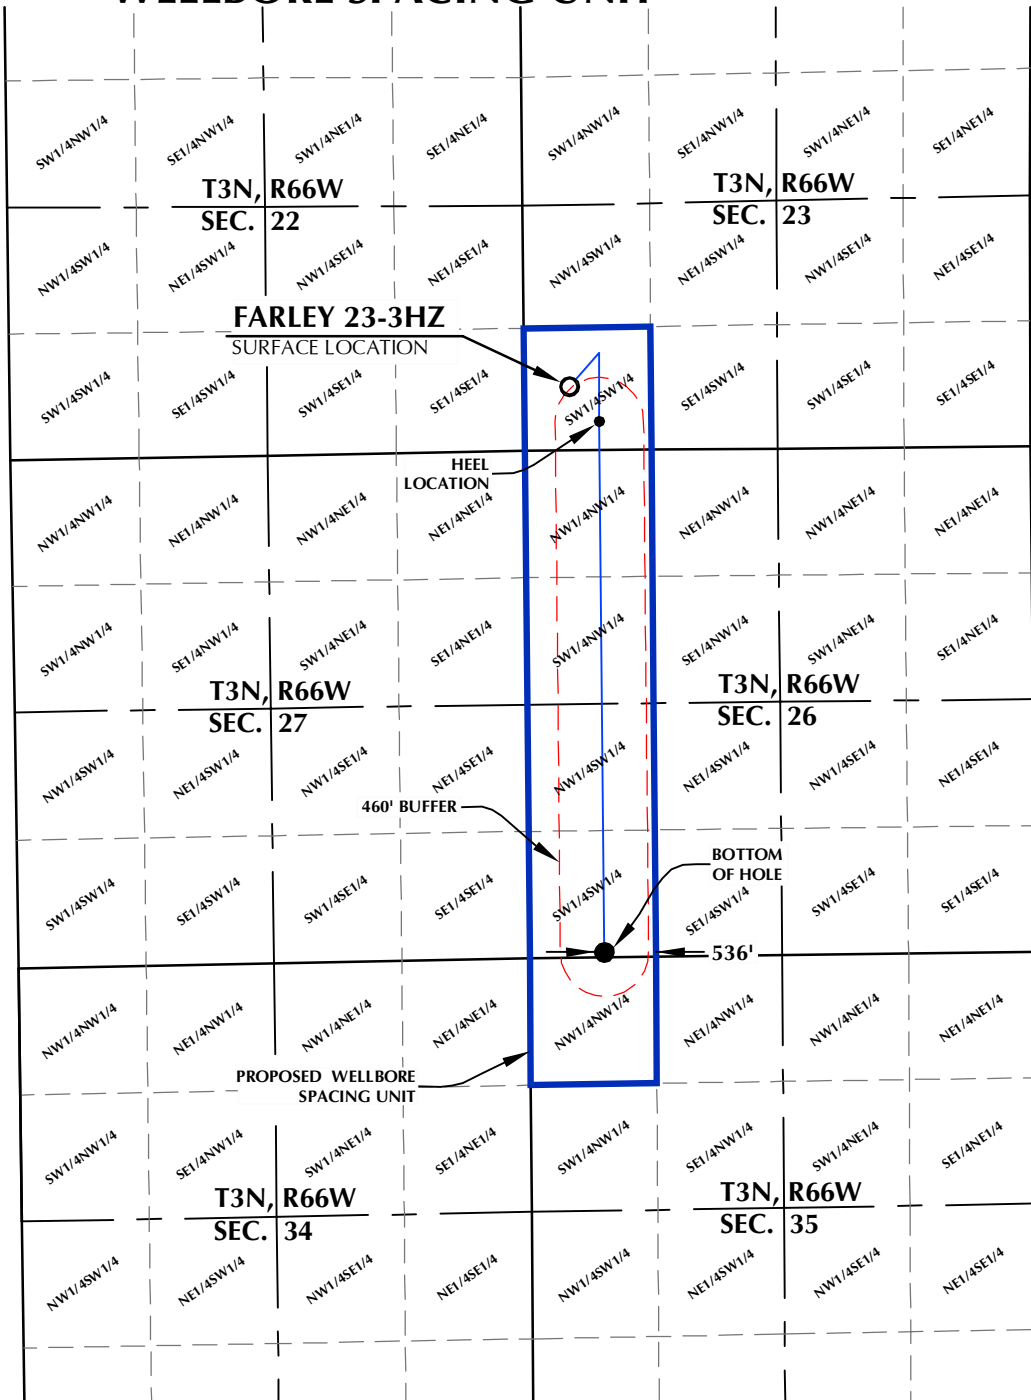 WELLBORE SPACING UNIT
SW1/4NW1/4
SE1/4NW1/4
SW1/4NE1/4
SE1/4NE1/4
SW1/4NW1/4
SE1/4NW1/4
SW1/4NE1/4
SE1/4NE1/4
T3N, R66W
SEC. 22
T3N, R66W
SEC. 23
NW1/4SW1/4
NE1/4SW1/4
NW1/4SE1/4
NE1/4SE1/4
NW1/4SW1/4
NE1/4SW1/4
NW1/4SE1/4
NE1/4SE1/4
FARLEY 23-3HZ
SURFACE LOCATION
SW1/4SW1/4
SE1/4SW1/4
SW1/4SE1/4
SE1/4SE1/4
SW1/4SW1/4
SE1/4SW1/4
SW1/4SE1/4
SE1/4SE1/4
HEEL
LOCATION
NW1/4NW1/4
NE1/4NW1/4
NW1/4NE1/4
NE1/4NE1/4
NW1/4NW1/4
NE1/4NW1/4
NW1/4NE1/4
NE1/4NE1/4
SW1/4NW1/4
SE1/4NW1/4
SW1/4NE1/4
SE1/4NE1/4
SW1/4NW1/4
SE1/4NW1/4
SW1/4NE1/4
SE1/4NE1/4
T3N, R66W
SEC. 27
T3N, R66W
SEC. 26
NW1/4SW1/4
NE1/4SW1/4
NW1/4SE1/4
NE1/4SE1/4
NW1/4SW1/4
NE1/4SW1/4
NW1/4SE1/4
NE1/4SE1/4
460' BUFFER
BOTTOM
OF HOLE
SW1/4SW1/4
SE1/4SW1/4
SW1/4SE1/4
SE1/4SE1/4
SW1/4SW1/4
SE1/4SW1/4
SW1/4SE1/4
SE1/4SE1/4
536'
NW1/4NW1/4
NE1/4NW1/4
NW1/4NE1/4
NE1/4NE1/4
NW1/4NW1/4
NE1/4NW1/4
NW1/4NE1/4
NE1/4NE1/4
PROPOSED WELLBORE
SPACING UNIT
SW1/4NW1/4
SE1/4NW1/4
SW1/4NE1/4
SE1/4NE1/4
SW1/4NW1/4
SE1/4NW1/4
SW1/4NE1/4
SE1/4NE1/4
T3N, R66W
SEC. 34
T3N, R66W
SEC. 35
NW1/4SW1/4
NE1/4SW1/4
NW1/4SE1/4
NE1/4SE1/4
NW1/4SW1/4
NE1/4SW1/4
NW1/4SE1/4
NE1/4SE1/4